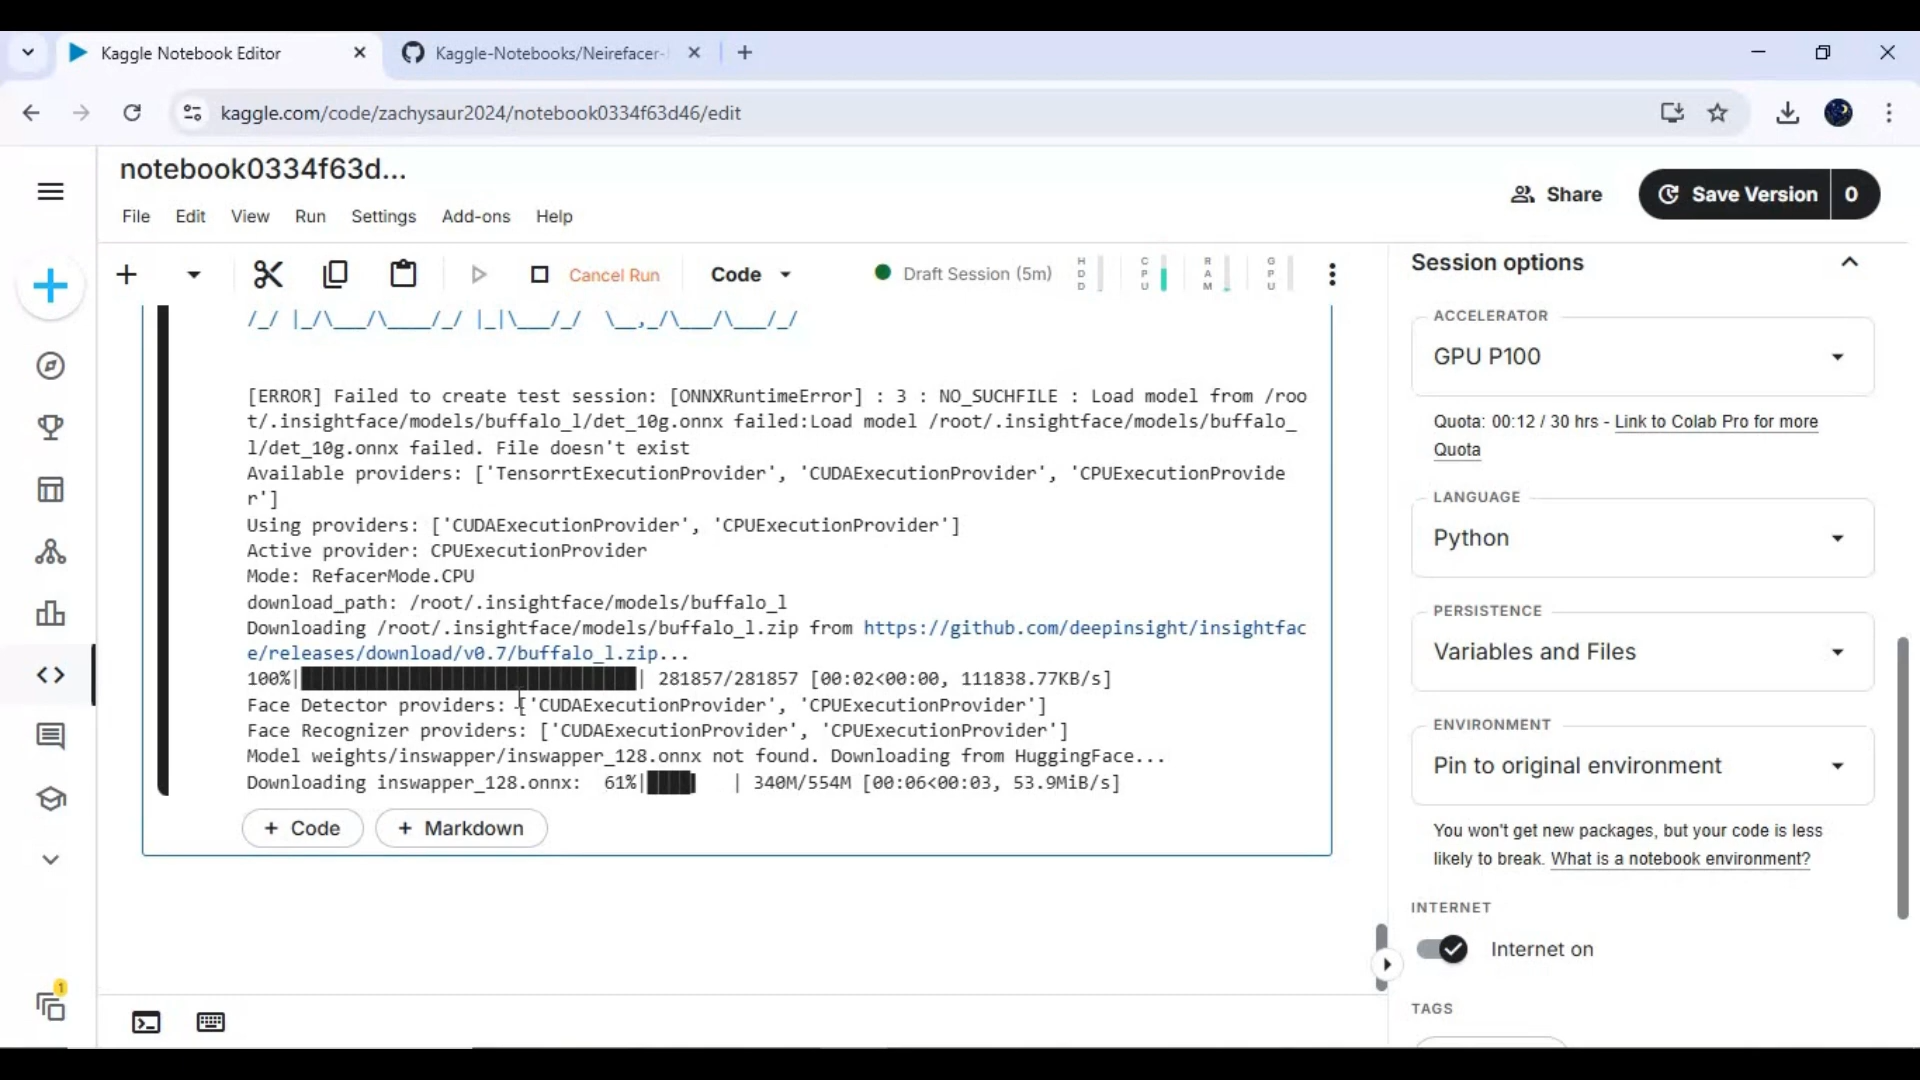 Kaggle Notebook Editor
Kaggle-Notebooks/Neirefacer-
kaggle.com/code/zachysaur2024/notebook0334f63d46/edit
notebook0334f63d...
Share
Save Version
0
File Edit View Run Settings Add-ons Help
Cancel Run
Code
Draft Session (5m)
HDD
CPU
RAM
GPU
[ERROR] Failed to create test session: [ONNXRuntimeError] : 3 : NO_SUCHFILE : Load model from /roo
t/.insightface/models/buffalo_l/det_10g.onnx failed:Load model /root/.insightface/models/buffalo_
l/det_10g.onnx failed. File doesn't exist
Available providers: ['TensorrtExecutionProvider', 'CUDAExecutionProvider', 'CPUExecutionProvide
r']
Using providers: ['CUDAExecutionProvider', 'CPUExecutionProvider']
Active provider: CPUExecutionProvider
Mode: RefacerMode.CPU
download_path: /root/.insightface/models/buffalo_l
Downloading /root/.insightface/models/buffalo_l.zip from https://github.com/deepinsight/insightfac
e/releases/download/v0.7/buffalo_l.zip...
100%| | 281857/281857 [00:02<00:00, 111838.77KB/s]
Face Detector providers: ['CUDAExecutionProvider', 'CPUExecutionProvider']
Face Recognizer providers: ['CUDAExecutionProvider', 'CPUExecutionProvider']
Model weights/inswapper/inswapper_128.onnx not found. Downloading from HuggingFace...
Downloading inswapper_128.onnx: 61%| | 340M/554M [00:06<00:03, 53.9MiB/s]
+ Code
+ Markdown
Session options
ACCELERATOR
GPU P100
Quota: 00:12 / 30 hrs - Link to Colab Pro for more
Quota
LANGUAGE
Python
PERSISTENCE
Variables and Files
ENVIRONMENT
Pin to original environment
You won't get new packages, but your code is less
likely to break. What is a notebook environment?
INTERNET
Internet on
TAGS
1